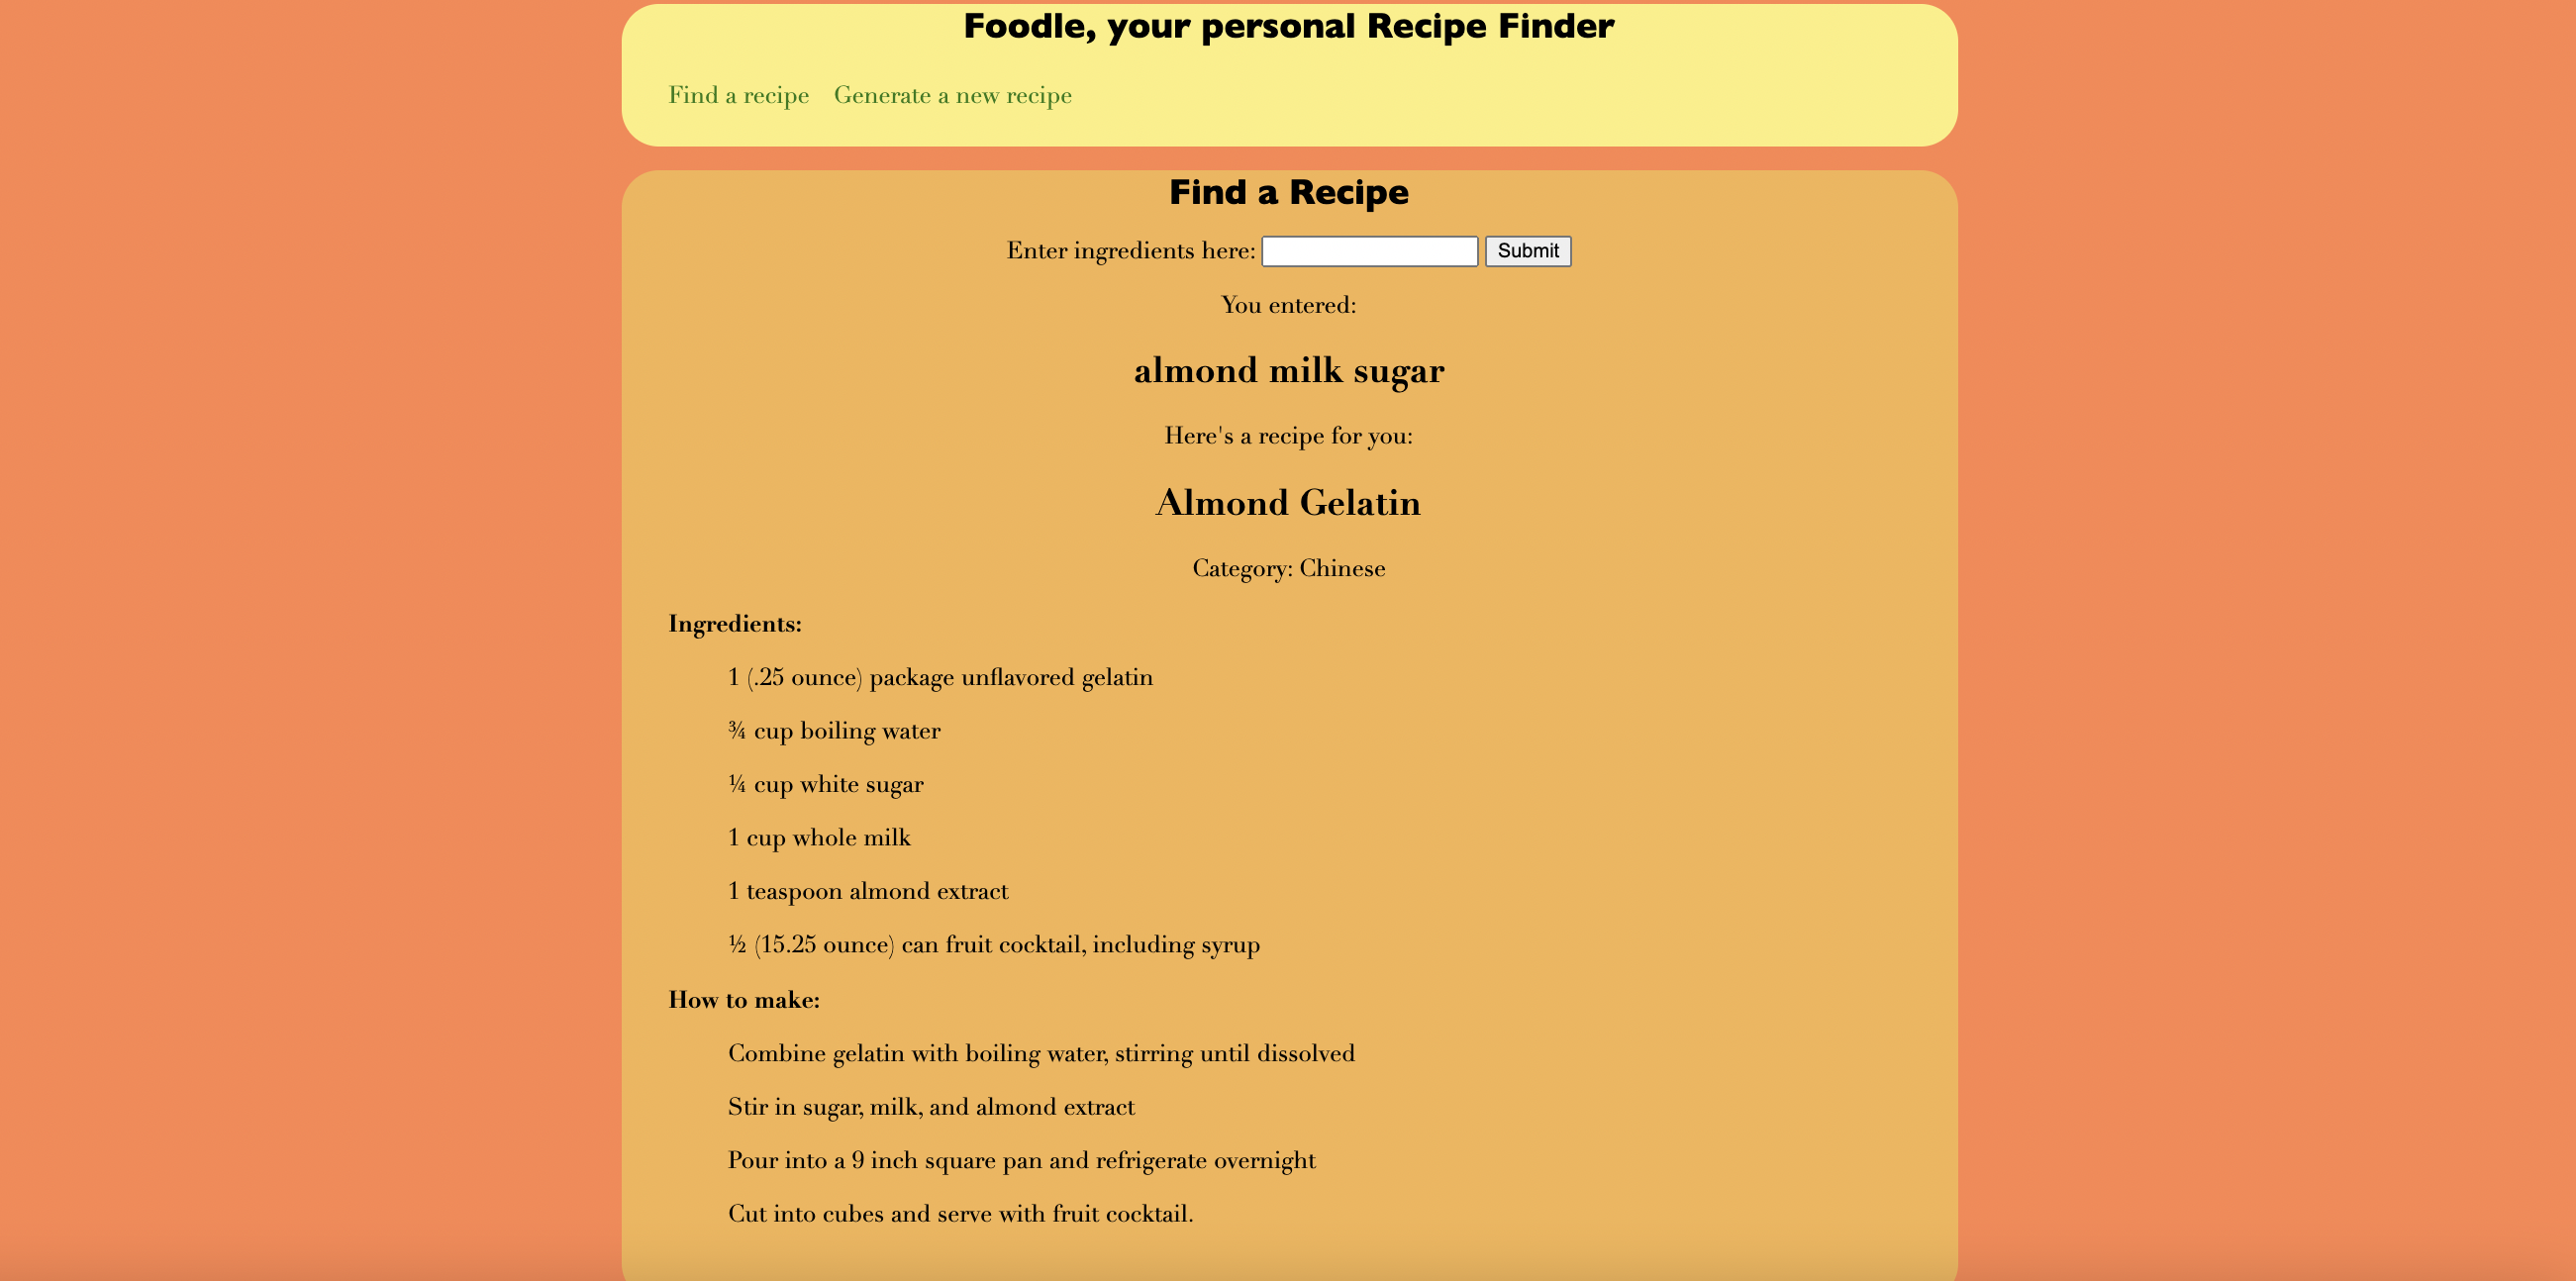 Foodle, your personal Recipe Finder
Find a recipe Generate a new recipe
Find a Recipe
Enter ingredients here: Submit
You entered:
almond milk sugar
Here's a recipe for you:
Almond Gelatin
Category: Chinese
Ingredients:
1 (.25 ounce) package unflavored gelatin
¾ cup boiling water
¼ cup white sugar
1 cup whole milk
1 teaspoon almond extract
½ (15.25 ounce) can fruit cocktail, including syrup
How to make:
Combine gelatin with boiling water, stirring until dissolved
Stir in sugar, milk, and almond extract
Pour into a 9 inch square pan and refrigerate overnight
Cut into cubes and serve with fruit cocktail.